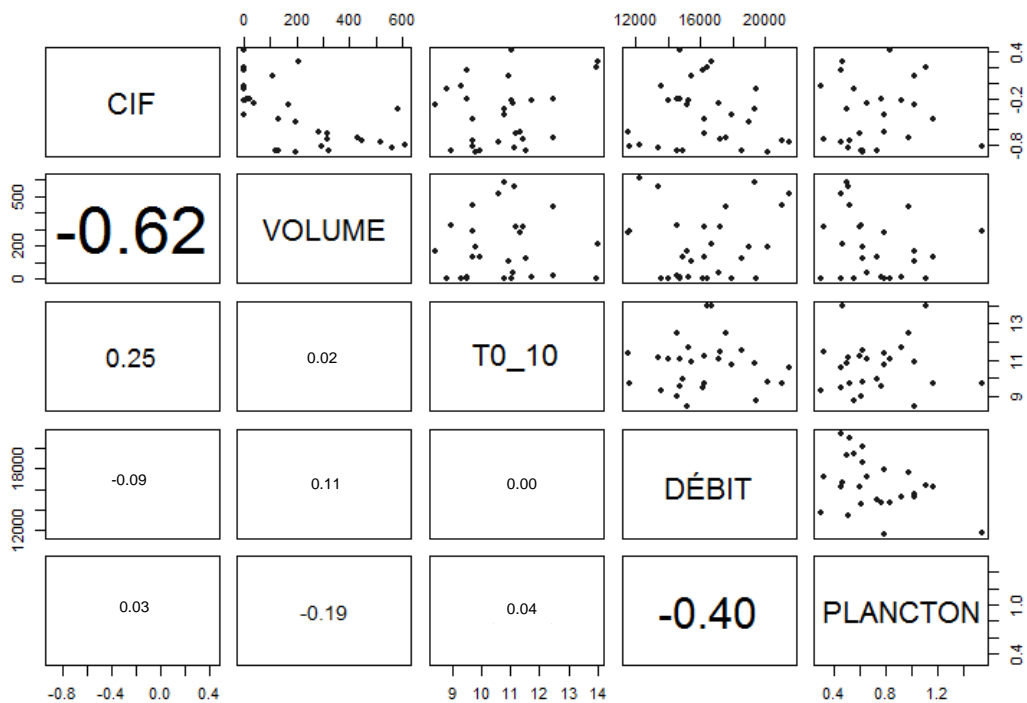 0 200 400 600 12000 16000 20000
CIF
-0.8 -0.2 0.4
0 200 500
-0.62 VOLUME
0.25 0.02 T0_10
9 11 13
12000 18000
-0.09 0.11 0.00 DÉBIT
0.03 -0.19 0.04 -0.40 PLANCTON
0.4 1.0
-0.8 -0.4 0.0 0.4 9 10 11 12 13 14 0.4 0.8 1.2